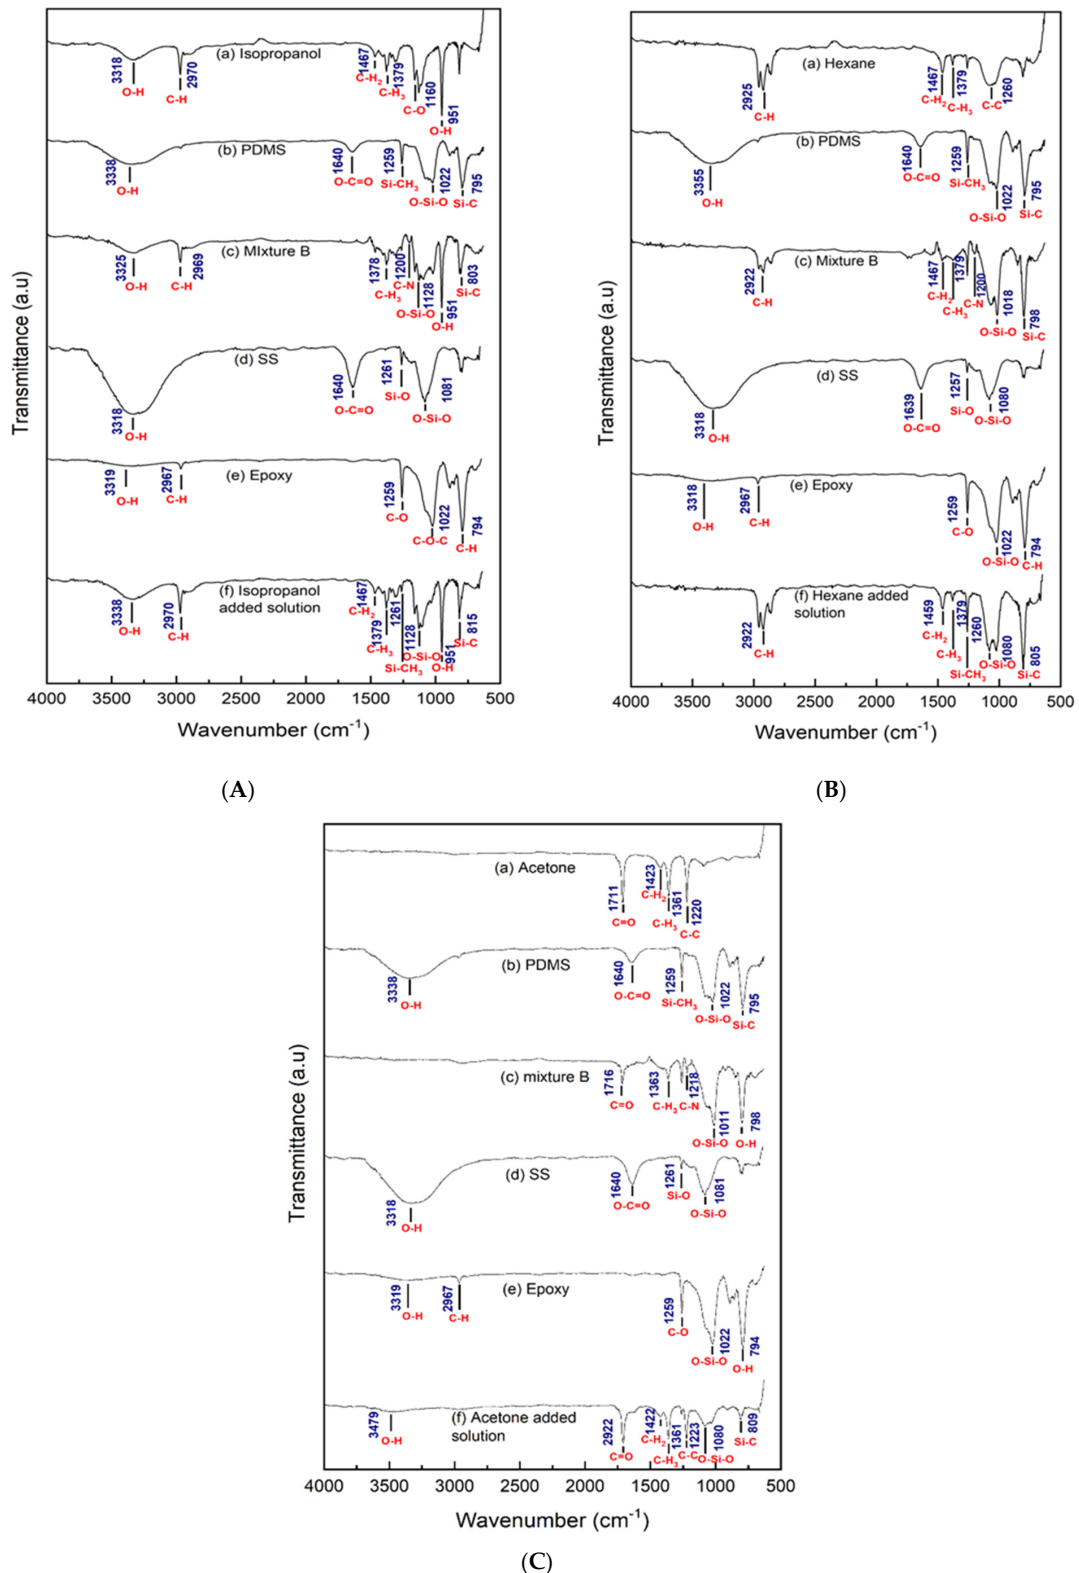 (a) Isopropanol
3318
O-H
2970
C-H
1467
C-H2
1379
C-H3
1160
C-O
951
O-H
(b) PDMS
3338
O-H
1640
O-C=O
1259
Si-CH3
1022
O-Si-O
795
Si-C
(c) MIxture B
3325
O-H
2969
C-H
1378
C-H3
1200
C-N
1128
O-Si-O
951
O-H
803
Si-C
(d) SS
3318
O-H
1640
O-C=O
1261
Si-O
1081
O-Si-O
(e) Epoxy
3319
O-H
2967
C-H
1259
C-O
1022
C-O-C
794
C-H
(f) Isopropanol
added solution
3338
O-H
2970
C-H
1467
C-H2
1379
C-H3
1261
Si-CH3
1128
O-Si-O
951
O-H
815
Si-C
Transmittance (a.u)
4000 3500 3000 2500 2000 1500 1000 500
Wavenumber (cm-1)
(A)
(a) Hexane
2925
C-H
1467
C-H2
1379
C-H3
1260
C-C
(b) PDMS
3355
O-H
1640
O-C=O
1259
Si-CH3
1022
O-Si-O
795
Si-C
(c) Mixture B
2922
C-H
1467
C-H2
1379
C-H3
1200
C-N
1018
O-Si-O
798
Si-C
(d) SS
3318
O-H
1639
O-C=O
1257
Si-O
1080
O-Si-O
(e) Epoxy
3318
O-H
2967
C-H
1259
C-O
1022
O-Si-O
794
C-H
(f) Hexane added
solution
2922
C-H
1459
C-H2
1379
C-H3
1260
Si-CH3
1080
O-Si-O
805
Si-C
Transmittance (a.u)
4000 3500 3000 2500 2000 1500 1000 500
Wavenumber (cm-1)
(B)
(a) Acetone
1711
C=O
1423
C-H2
1361
C-H3
1220
C-C
(b) PDMS
3338
O-H
1640
O-C=O
1259
Si-CH3
1022
O-Si-O
795
Si-C
(c) mixture B
1716
C=O
1363
C-H3
1218
C-N
1011
O-Si-O
798
O-H
(d) SS
3318
O-H
1640
O-C=O
1261
Si-O
1081
O-Si-O
(e) Epoxy
3319
O-H
2967
C-H
1259
C-O
1022
O-Si-O
794
O-H
(f) Acetone added
solution
3479
O-H
2922
C=O
1422
C-H2
1361
C-H3
1223
C-C
1080
O-Si-O
809
Si-C
Transmittance (a.u)
4000 3500 3000 2500 2000 1500 1000 500
Wavenumber (cm-1)
(C)